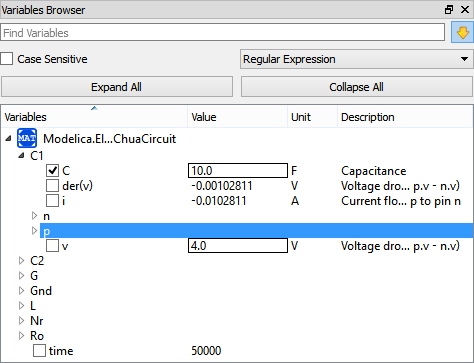 Variables Browser
Find Variables
Case Sensitive Regular Expression
Expand All Collapse All
Variables Value Unit Description
MAT Modelica.El...ChuaCircuit
C1
C 10.0 F Capacitance
der(v) -0.00102811 V Voltage dro... p.v - n.v)
i -0.0102811 A Current flo... p to pin n
n
p
v 4.0 V Voltage dro... p.v - n.v)
C2
G
Gnd
L
Nr
Ro
time 50000